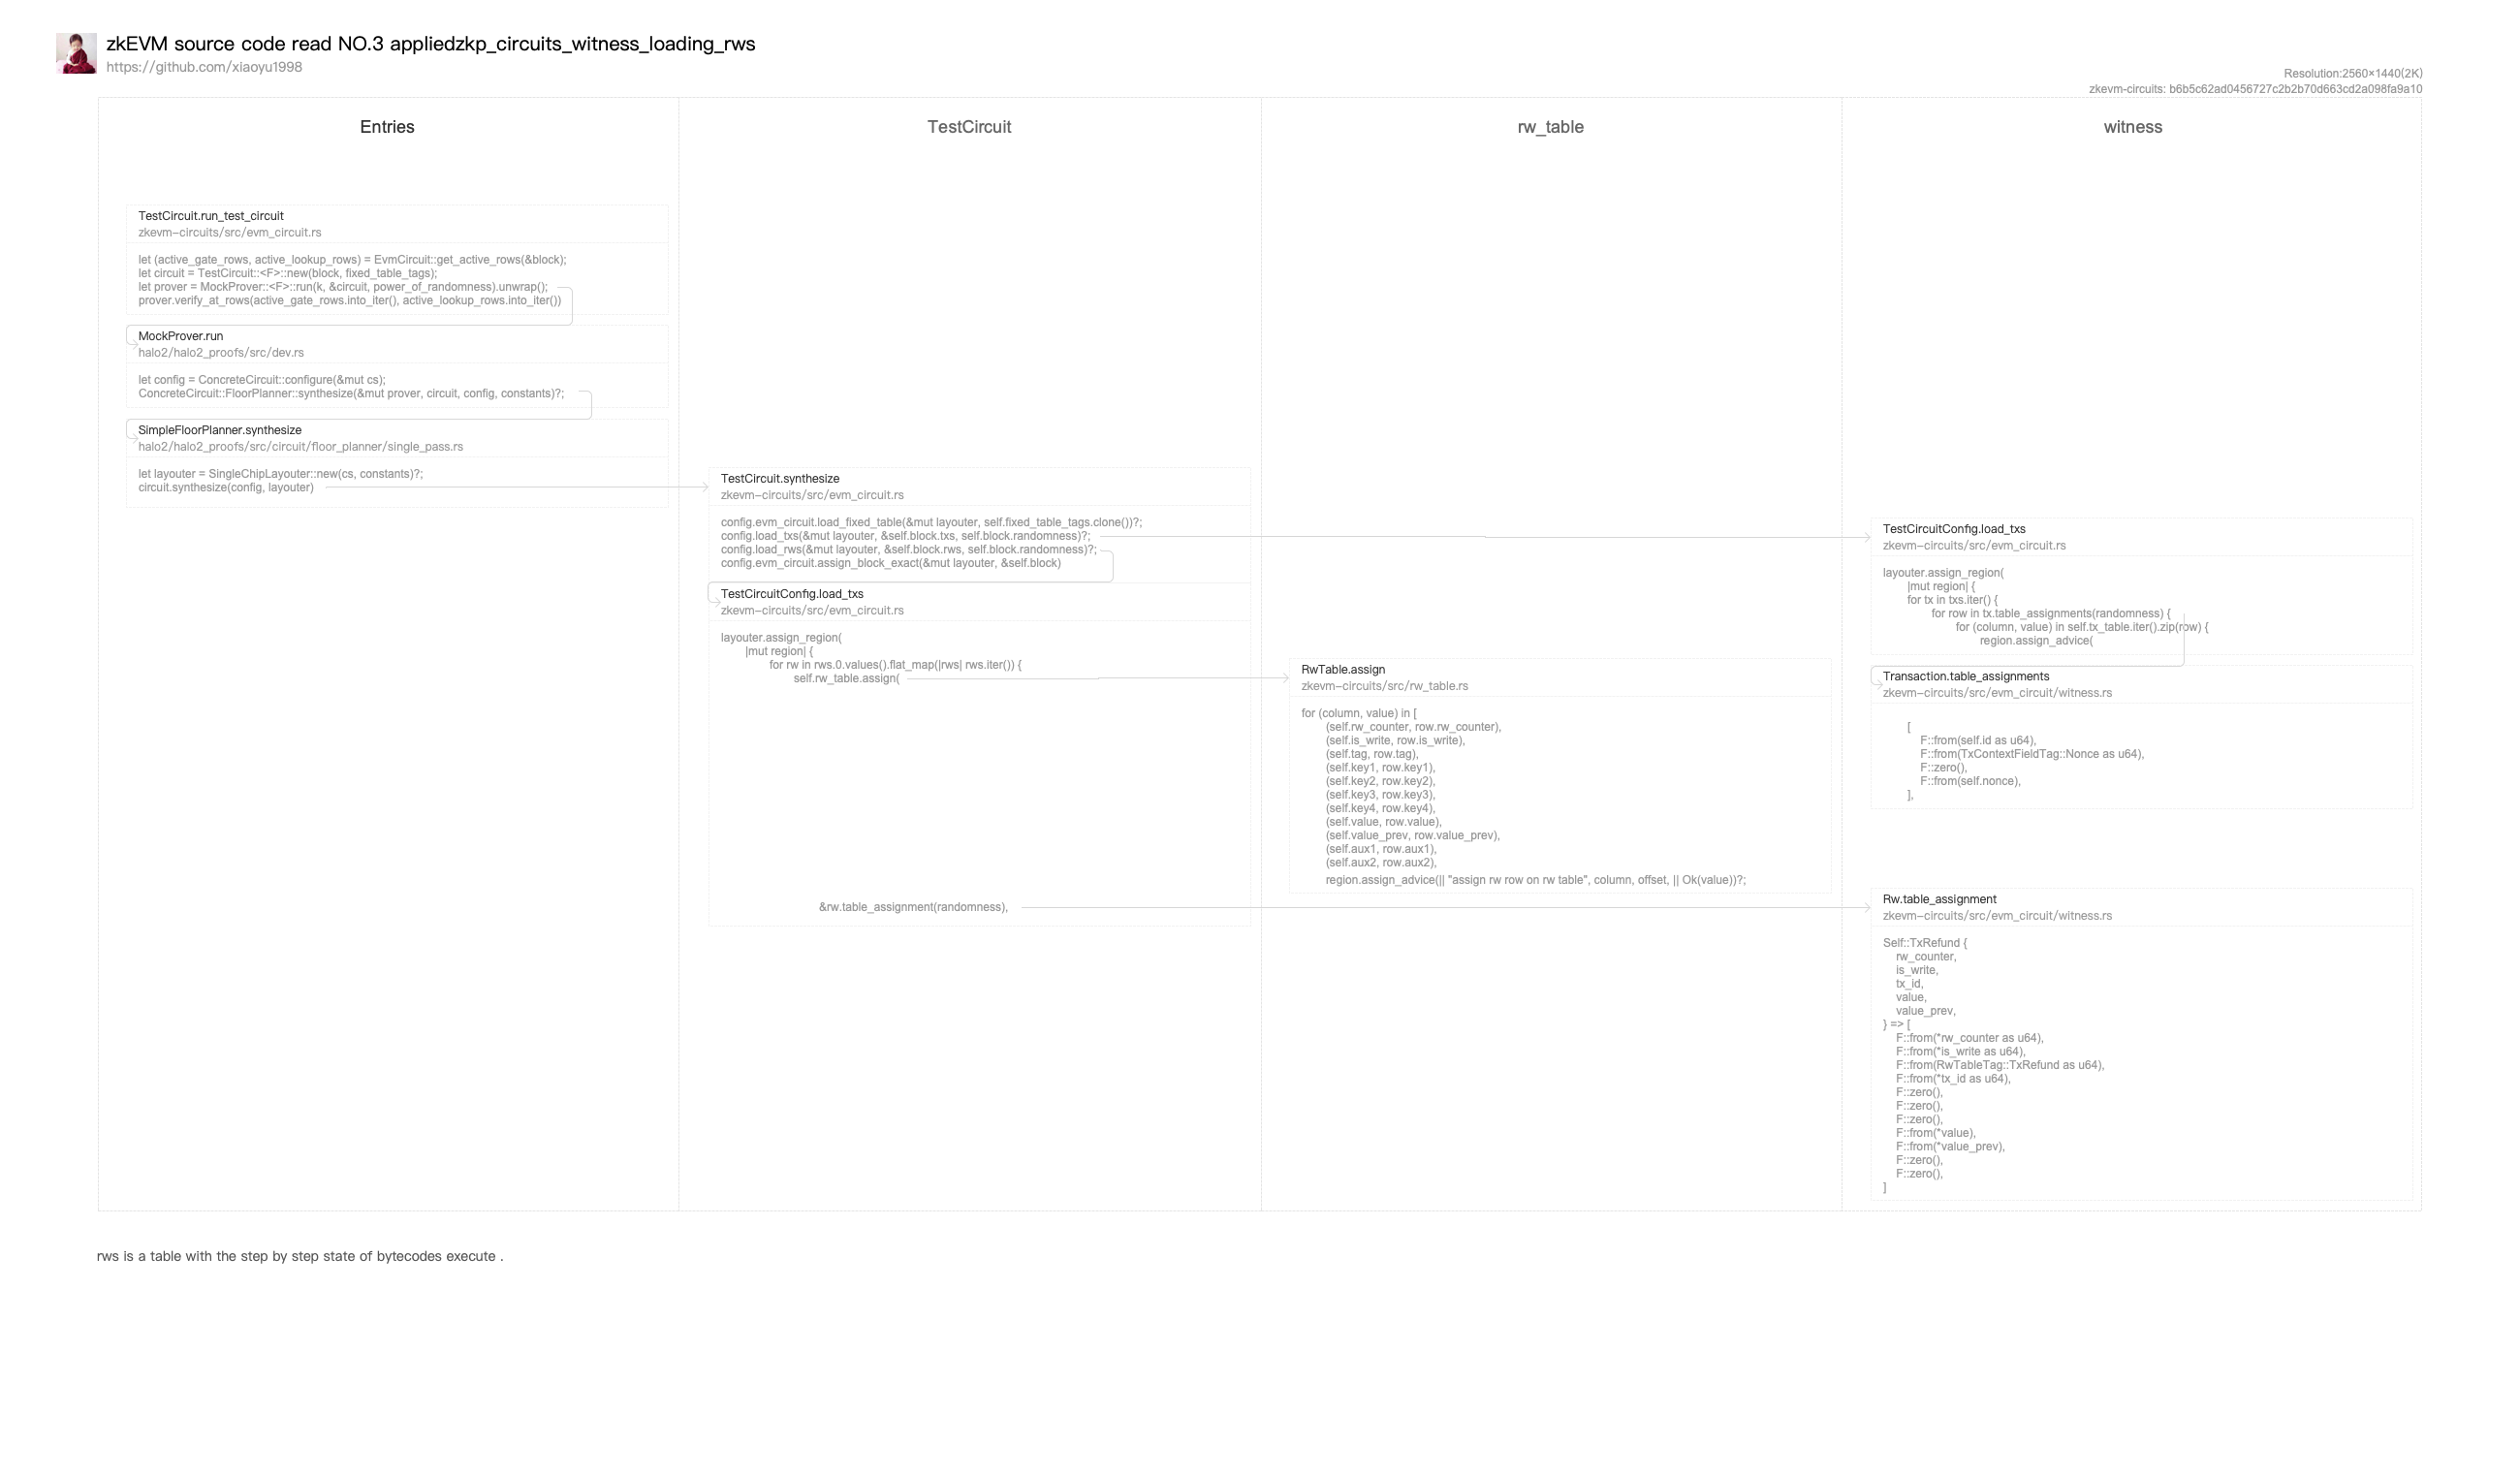 zkEVM source code read NO.3 appliedzkp_circuits_witness_loading_rws
https://github.com/xiaoyu1998
Resolution:2560×1440(2K)
zkevm-circuits: b6b5c62ad0456727c2b2b70d663cd2a098fa9a10
Entries
TestCircuit.run_test_circuit
zkevm-circuits/src/evm_circuit.rs
let (active_gate_rows, active_lookup_rows) = EvmCircuit::get_active_rows(&block);
let circuit = TestCircuit::<F>::new(block, fixed_table_tags);
let prover = MockProver::<F>::run(k, &circuit, power_of_randomness).unwrap();
prover.verify_at_rows(active_gate_rows.into_iter(), active_lookup_rows.into_iter())
MockProver.run
halo2/halo2_proofs/src/dev.rs
let config = ConcreteCircuit::configure(&mut cs);
ConcreteCircuit::FloorPlanner::synthesize(&mut prover, circuit, config, constants)?;
SimpleFloorPlanner.synthesize
halo2/halo2_proofs/src/circuit/floor_planner/single_pass.rs
let layouter = SingleChipLayouter::new(cs, constants)?;
circuit.synthesize(config, layouter)
TestCircuit
TestCircuit.synthesize
zkevm-circuits/src/evm_circuit.rs
config.evm_circuit.load_fixed_table(&mut layouter, self.fixed_table_tags.clone())?;
config.load_txs(&mut layouter, &self.block.txs, self.block.randomness)?;
config.load_rws(&mut layouter, &self.block.rws, self.block.randomness)?;
config.evm_circuit.assign_block_exact(&mut layouter, &self.block)
TestCircuitConfig.load_txs
zkevm-circuits/src/evm_circuit.rs
layouter.assign_region(
|mut region| {
for rw in rws.0.values().flat_map(|rws| rws.iter()) {
self.rw_table.assign(
&rw.table_assignment(randomness),
rw_table
RwTable.assign
zkevm-circuits/src/rw_table.rs
for (column, value) in [
(self.rw_counter, row.rw_counter),
(self.is_write, row.is_write),
(self.tag, row.tag),
(self.key1, row.key1),
(self.key2, row.key2),
(self.key3, row.key3),
(self.key4, row.key4),
(self.value, row.value),
(self.value_prev, row.value_prev),
(self.aux1, row.aux1),
(self.aux2, row.aux2),
region.assign_advice(|| "assign rw row on rw table", column, offset, || Ok(value))?;
witness
TestCircuitConfig.load_txs
zkevm-circuits/src/evm_circuit.rs
layouter.assign_region(
|mut region| {
for tx in txs.iter() {
for row in tx.table_assignments(randomness) {
for (column, value) in self.tx_table.iter().zip(row) {
region.assign_advice(
Transaction.table_assignments
zkevm-circuits/src/evm_circuit/witness.rs
[
F::from(self.id as u64),
F::from(TxContextFieldTag::Nonce as u64),
F::zero(),
F::from(self.nonce),
],
Rw.table_assignment
zkevm-circuits/src/evm_circuit/witness.rs
Self::TxRefund {
rw_counter,
is_write,
tx_id,
value,
value_prev,
} => [
F::from(*rw_counter as u64),
F::from(*is_write as u64),
F::from(RwTableTag::TxRefund as u64),
F::from(*tx_id as u64),
F::zero(),
F::zero(),
F::zero(),
F::from(*value),
F::from(*value_prev),
F::zero(),
F::zero(),
]
rws is a table with the step by step state of bytecodes execute .